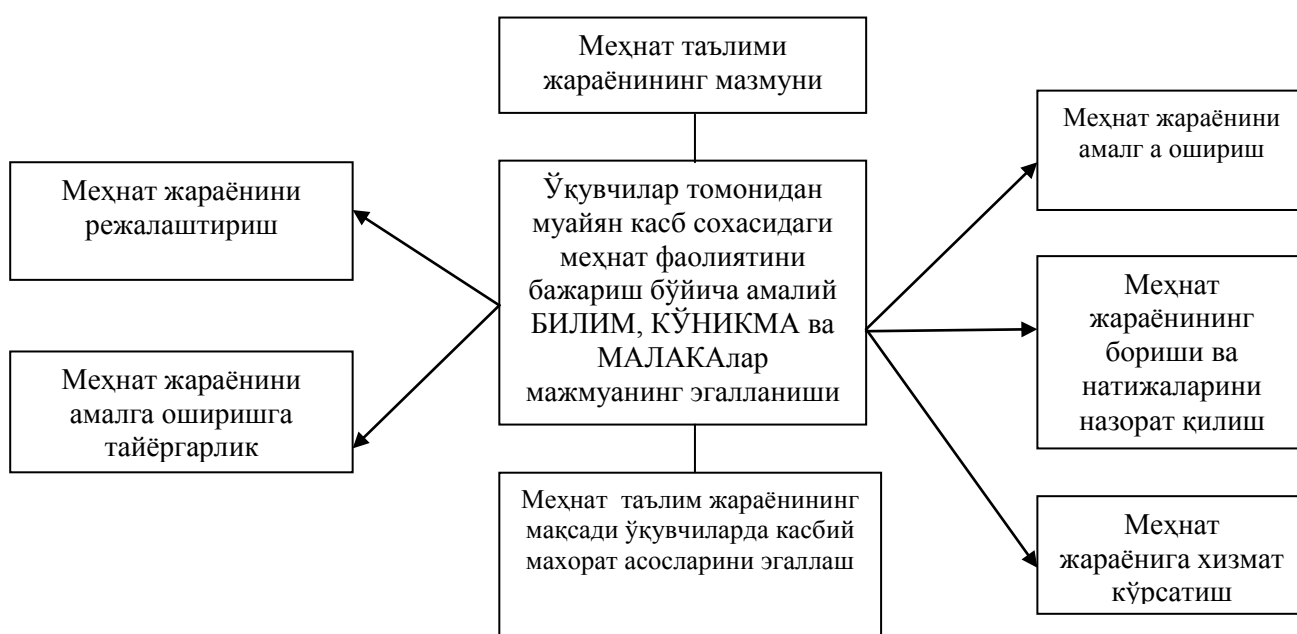 Меҳнат таълими
жараёнининг мазмуни
Меҳнат жараёнини
режалаштириш
Меҳнат жараёнини
амалга оширишга
тайёргарлик
Ўқувчилар томонидан
муайян касб сохасидаги
меҳнат фаолиятини
бажариш бўйича амалий
БИЛИМ, КЎНИКМА ва
МАЛАКАлар
мажмуанинг эгалланиши
Меҳнат таълим жараёнининг
мақсади ўқувчиларда касбий
махорат асосларини эгаллаш
Меҳнат жараёнини
амалг а ошириш
Меҳнат
жараёнининг
бориши ва
натижаларини
назорат қилиш
Меҳнат
жараёнига хизмат
кўрсатиш